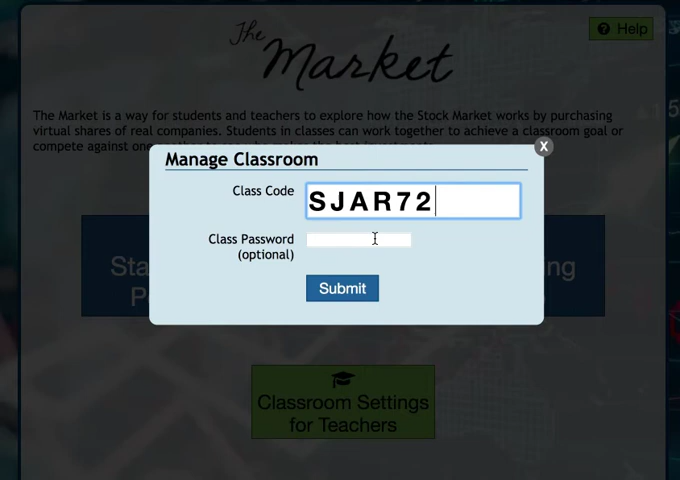 Help
The
Market
The Market is a way for students and teachers to explore how the Stock Market works by purchasing
virtual shares of real companies. Students in classes can work together to achieve a classroom goal or
compete against one
Manage Classroom
X
Class Code
SJAR72
Class Password
(optional)
Submit
Sta
ing
P
Classroom Settings
for Teachers